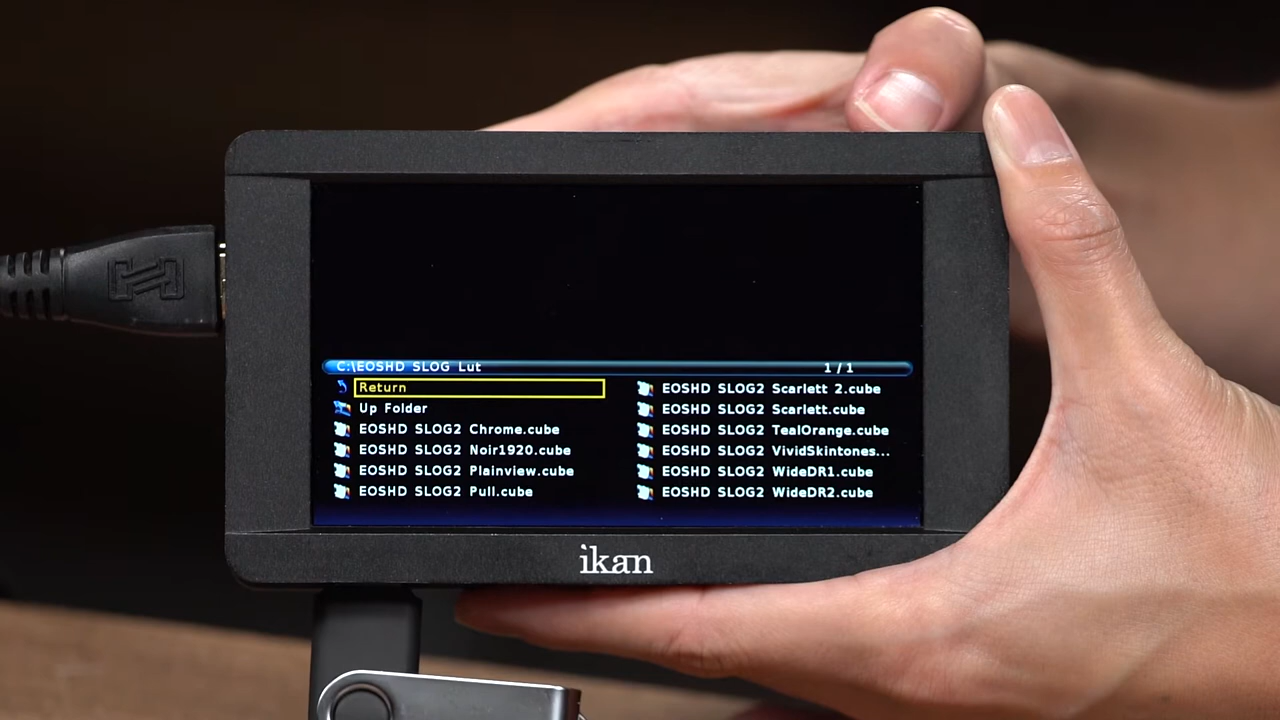 C:\EOSHD SLOG Lut 1 / 1
Return
Up Folder
EOSHD SLOG2 Chrome.cube
EOSHD SLOG2 Noir1920.cube
EOSHD SLOG2 Plainview.cube
EOSHD SLOG2 Pull.cube
EOSHD SLOG2 Scarlett 2.cube
EOSHD SLOG2 Scarlett.cube
EOSHD SLOG2 TealOrange.cube
EOSHD SLOG2 VividSkintones...
EOSHD SLOG2 WideDR1.cube
EOSHD SLOG2 WideDR2.cube
ikan